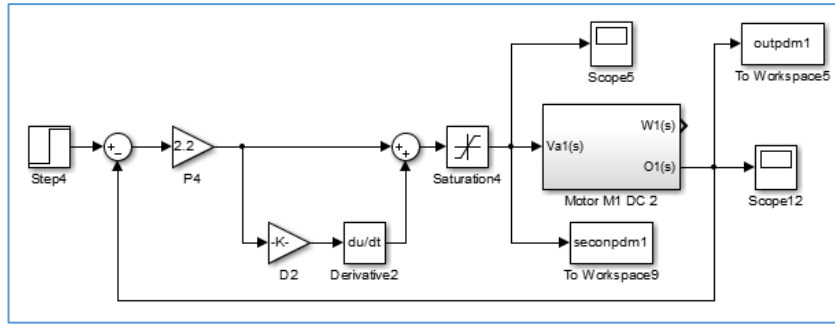 outpdm1
Scope5
To Workspace5
W1(s)
2.2
Va1(s)
O1(s)
Step4
P4
Saturation4
Motor M1 DC 2
Scope12
-K-
du/dt
seconpdm1
D2
Derivative2
To Workspace9